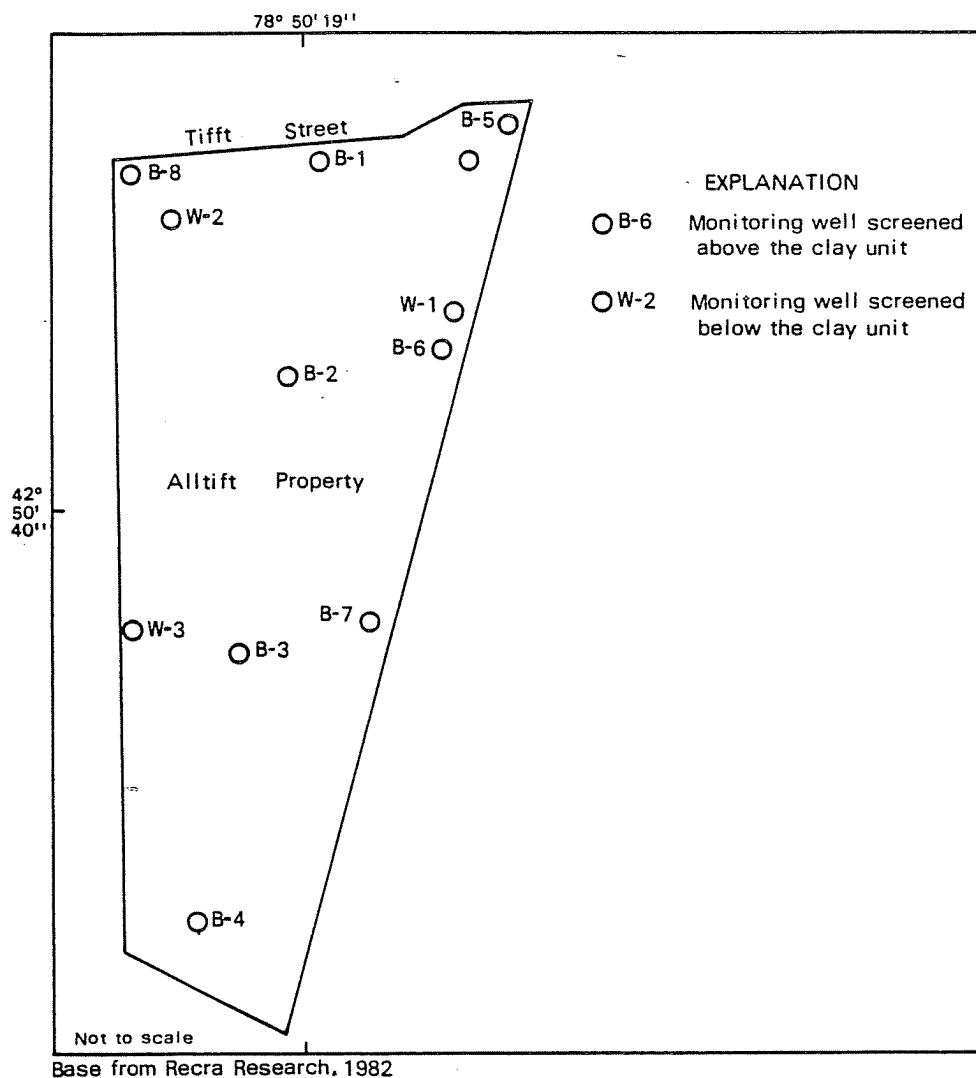 78° 50' 19''
Tifft Street
B-5
B-8
B-1
W-2
EXPLANATION
B-6 Monitoring well screened
above the clay unit
W-2 Monitoring well screened
below the clay unit
W-1
B-6
B-2
Alltift Property
42°
50'
40''
B-7
W-3
B-3
B-4
Not to scale
Base from Recra Research, 1982